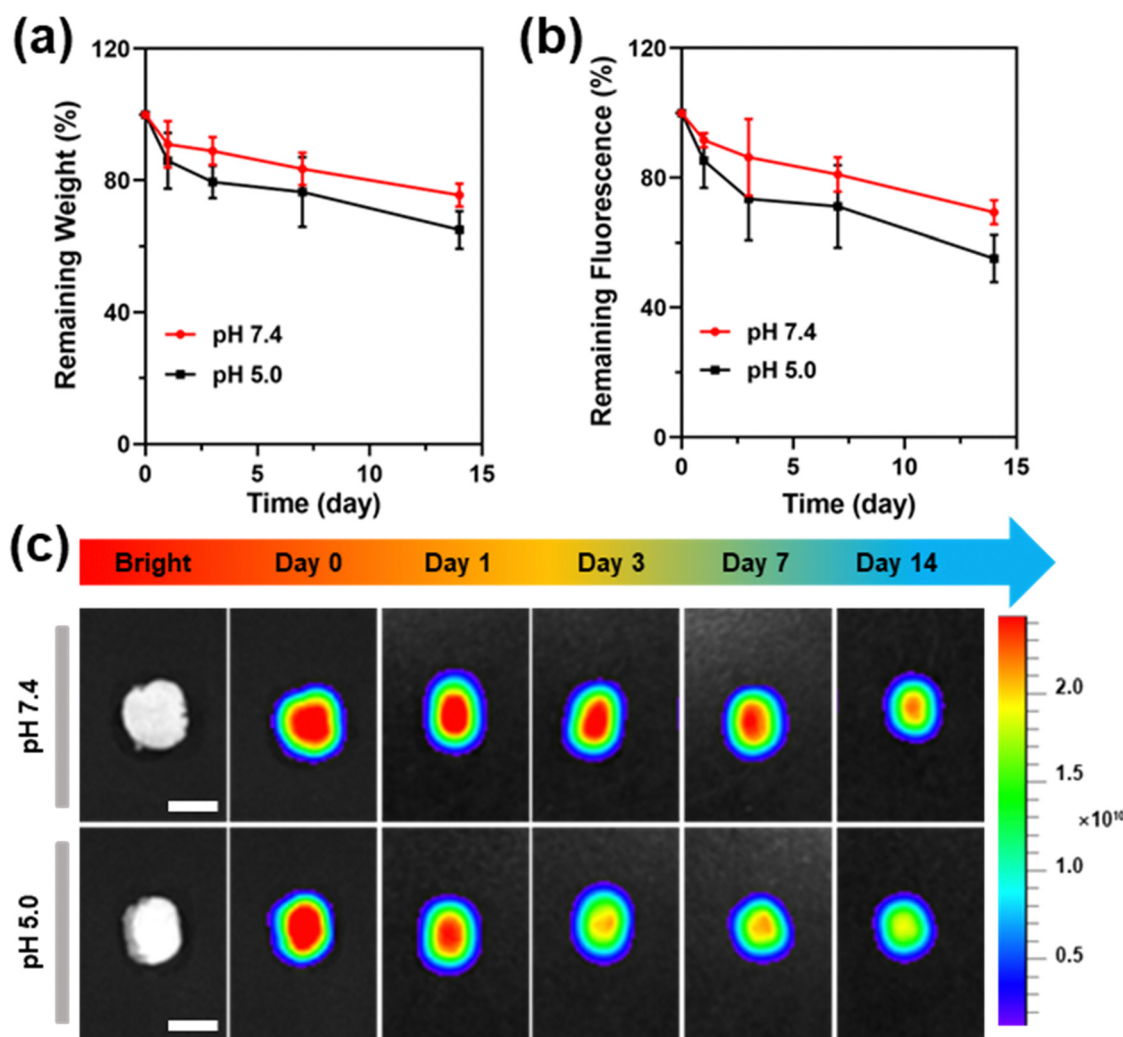 (a)
120
80
40
0
Remaining Weight (%)
pH 7.4
pH 5.0
0 5 10 15
Time (day)
(b)
120
80
40
0
Remaining Fluorescence (%)
pH 7.4
pH 5.0
0 5 10 15
Time (day)
(c)
Bright Day 0 Day 1 Day 3 Day 7 Day 14
pH 7.4
pH 5.0
2.0
1.5
×10¹⁰
1.0
0.5